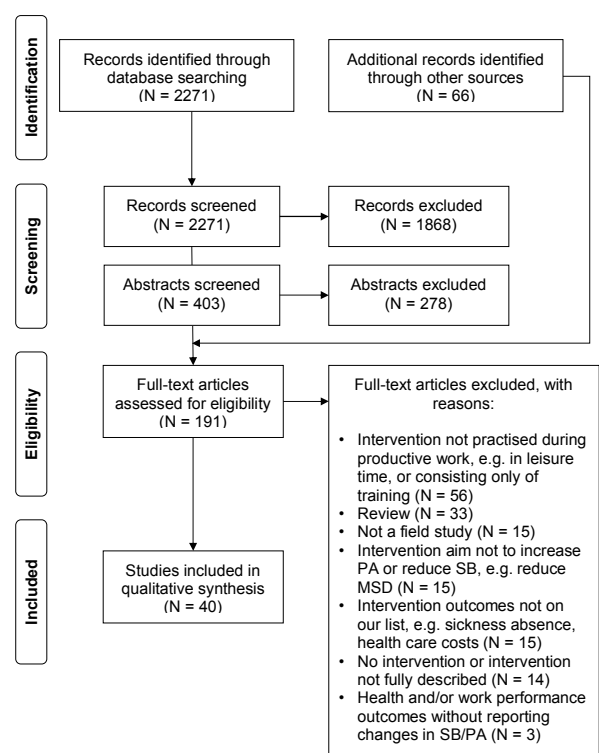 Identification
Records identified through
database searching
(N = 2271)
Additional records identified
through other sources
(N = 66)
Screening
Records screened
(N = 2271)
Records excluded
(N = 1868)
Abstracts screened
(N = 403)
Abstracts excluded
(N = 278)
Eligibility
Full-text articles
assessed for eligibility
(N = 191)
Full-text articles excluded, with
reasons:
• Intervention not practised during
productive work, e.g. in leisure
time, or consisting only of
training (N = 56)
• Review (N = 33)
• Not a field study (N = 15)
• Intervention aim not to increase
PA or reduce SB, e.g. reduce
MSD (N = 15)
• Intervention outcomes not on
our list, e.g. sickness absence,
health care costs (N = 15)
• No intervention or intervention
not fully described (N = 14)
• Health and/or work performance
outcomes without reporting
changes in SB/PA (N = 3)
Included
Studies included in
qualitative synthesis
(N = 40)